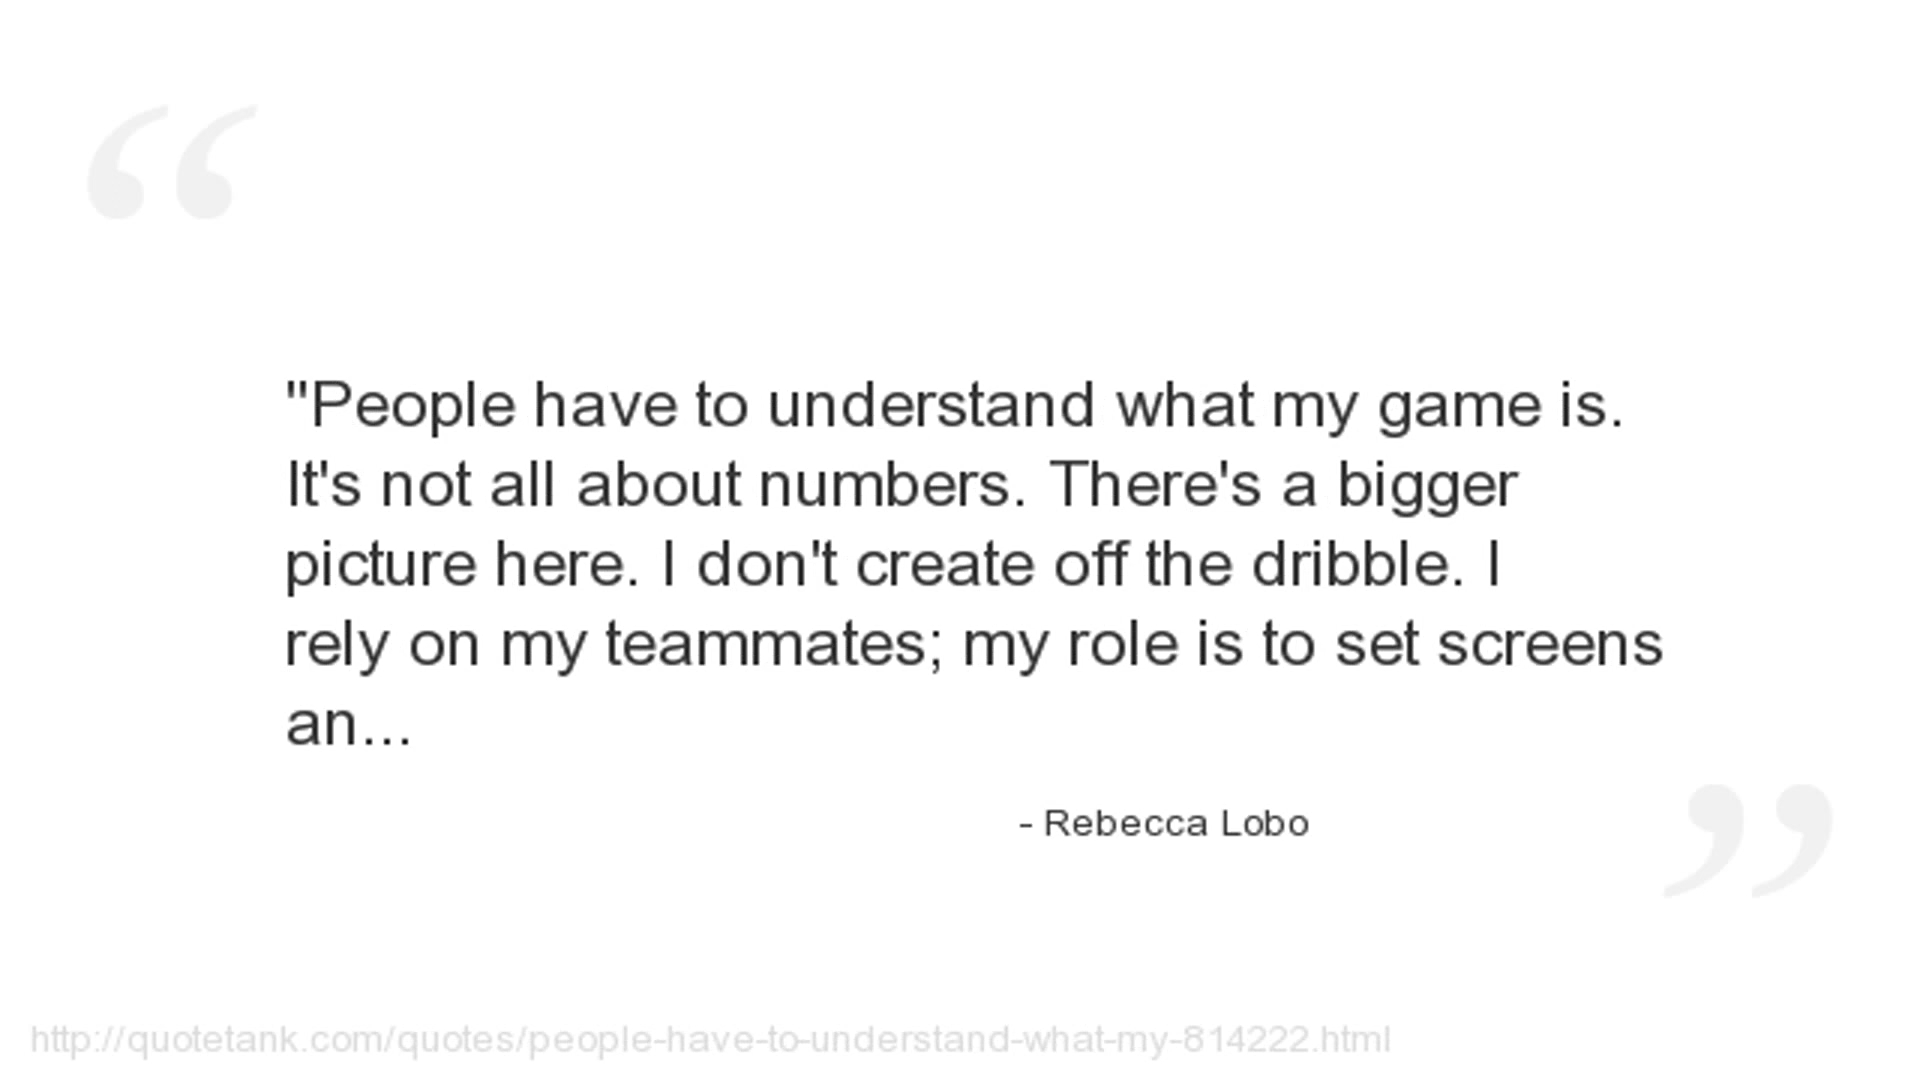 "People have to understand what my game is.
It's not all about numbers. There's a bigger
picture here. I don't create off the dribble. I
rely on my teammates; my role is to set screens
an...
- Rebecca Lobo
http://quotetank.com/quotes/people-have-to-understand-what-my-814222.html